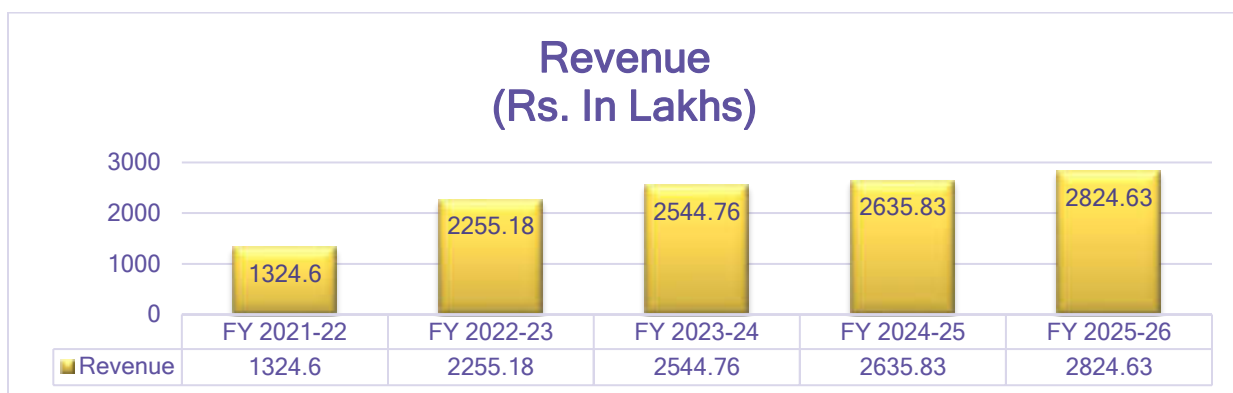 Revenue
(Rs. In Lakhs)
3000
2000
1000
0
1324.6
2255.18
2544.76
2635.83
2824.63
FY 2021-22 FY 2022-23 FY 2023-24 FY 2024-25 FY 2025-26
Revenue 1324.6 2255.18 2544.76 2635.83 2824.63